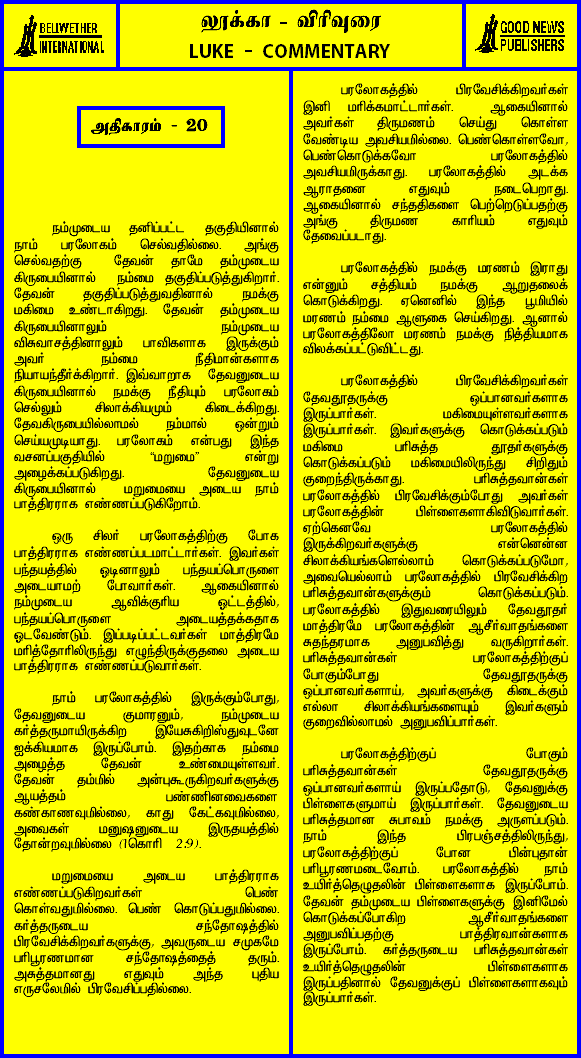 BELWETHER
INTERNATIONAL
லூக்கா - விரிவுரை
LUKE - COMMENTARY
GOOD NEWS
PUBLISHERS
அதிகாரம் - 20
நம்முடைய தனிப்பட்ட தகுதியினால்
நாம் பரலோகம் செல்வதில்லை. அங்கு
செல்வதற்கு தேவன் தாமே தம்முடைய
கிருபையினால் நம்மை தகுதிப்படுத்துகிறார்.
தேவன் தகுதிப்படுத்துவதினால் நமக்கு
மகிமை உண்டாகிறது. தேவன் தம்முடைய
கிருபையினாலும் நம்முடைய
விசுவாசத்தினாலும் பாவிகளாக இருக்கும்
அவர் நம்மை நீதிமான்களாக
நியாயந்தீர்க்கிறார். இவ்வாறாக தேவனுடைய
கிருபையினால் நமக்கு நீதியும் பரலோகம்
செல்லும் சிலாக்கியமும் கிடைக்கிறது.
தேவகிருபையில்லாமல் நம்மால் ஒன்றும்
செய்யமுடியாது. பரலோகம் என்பது இந்த
வசனப்பகுதியில் “மறுமை” என்று
அழைக்கப்படுகிறது. தேவனுடைய
கிருபையினால் மறுமையை அடைய நாம்
பாத்திரராக எண்ணப்படுகிறோம்.
ஒரு சிலர் பரலோகத்திற்கு போக
பாத்திரராக எண்ணப்படமாட்டார்கள். இவர்கள்
பந்தயத்தில் ஓடினாலும் பந்தயப்பொருளை
அடையாமற் போவார்கள். ஆகையினால்
நம்முடைய ஆவிக்குரிய ஓட்டத்தில்,
பந்தயப்பொருளை அடையத்தக்கதாக
ஓடவேண்டும். இப்படிப்பட்டவர்கள் மாத்திரமே
மரித்தோரிலிருந்து எழுந்திருக்குதலை அடைய
பாத்திரராக எண்ணப்படுவார்கள்.
நாம் பரலோகத்தில் இருக்கும்போது,
தேவனுடைய குமாரனும், நம்முடைய
கர்த்தருமாயிருக்கிற இயேசுகிறிஸ்துவுடனே
ஐக்கியமாக இருப்போம். இதற்காக நம்மை
அழைத்த தேவன் உண்மையுள்ளவர்.
தேவன் தம்மில் அன்புகூருகிறவர்களுக்கு
ஆயத்தம் பண்ணினவைகளை
கண்காணவுமில்லை, காது கேட்கவுமில்லை,
அவைகள் மனுஷனுடைய இருதயத்தில்
தோன்றவுமில்லை (1கொரி 2:9).
மறுமையை அடைய பாத்திரராக
எண்ணப்படுகிறவர்கள் பெண்
கொள்வதுமில்லை. பெண் கொடுப்பதுமில்லை.
கர்த்தருடைய சந்தோஷத்தில்
பிரவேசிக்கிறவர்களுக்கு, அவருடைய சமுகமே
பரிபூரணமான சந்தோஷத்தைத் தரும்.
அசுத்தமானது எதுவும் அந்த புதிய
எருசலேமில் பிரவேசிப்பதில்லை.
பரலோகத்தில் பிரவேசிக்கிறவர்கள்
இனி மரிக்கமாட்டார்கள். ஆகையினால்
அவர்கள் திருமணம் செய்து கொள்ள
வேண்டிய அவசியமில்லை. பெண்கொள்ளவோ,
பெண்கொடுக்கவோ பரலோகத்தில்
அவசியமிருக்காது. பரலோகத்தில் அடக்க
ஆராதனை எதுவும் நடைபெறாது.
ஆகையினால் சந்ததிகளை பெற்றெடுப்பதற்கு
அங்கு திருமண காரியம் எதுவும்
தேவைப்படாது.
பரலோகத்தில் நமக்கு மரணம் இராது
என்னும் சத்தியம் நமக்கு ஆறுதலைக்
கொடுக்கிறது. ஏனெனில் இந்த பூமியில்
மரணம் நம்மை ஆளுகை செய்கிறது. ஆனால்
பரலோகத்திலோ மரணம் நமக்கு நித்தியமாக
விலக்கப்பட்டுவிட்டது.
பரலோகத்தில் பிரவேசிக்கிறவர்கள்
தேவதூதருக்கு ஒப்பானவர்களாக
இருப்பார்கள். மகிமையுள்ளவர்களாக
இருப்பார்கள். இவர்களுக்கு கொடுக்கப்படும்
மகிமை பரிசுத்த தூதர்களுக்கு
கொடுக்கப்படும் மகிமையிலிருந்து சிறிதும்
குறைந்திருக்காது. பரிசுத்தவான்கள்
பரலோகத்தில் பிரவேசிக்கும்போது அவர்கள்
பரலோகத்தின் பிள்ளைகளாகிவிடுவார்கள்.
ஏற்கெனவே பரலோகத்தில்
இருக்கிறவர்களுக்கு என்னென்ன
சிலாக்கியங்களெல்லாம் கொடுக்கப்படுமோ,
அவையெல்லாம் பரலோகத்தில் பிரவேசிக்கிற
பரிசுத்தவான்களுக்கும் கொடுக்கப்படும்.
பரலோகத்தில் இதுவரையிலும் தேவதூதர்
மாத்திரமே பரலோகத்தின் ஆசீர்வாதங்களை
சுதந்தரமாக அனுபவித்து வருகிறார்கள்.
பரிசுத்தவான்கள் பரலோகத்திற்குப்
போகும்போது தேவதூதருக்கு
ஒப்பானவர்களாய், அவர்களுக்கு கிடைக்கும்
எல்லா சிலாக்கியங்களையும் இவர்களும்
குறைவில்லாமல் அனுபவிப்பார்கள்.
பரலோகத்திற்குப் போகும்
பரிசுத்தவான்கள் தேவதூதருக்கு
ஒப்பானவர்களாய் இருப்பதோடு, தேவனுக்கு
பிள்ளைகளுமாய் இருப்பார்கள். தேவனுடைய
பரிசுத்தமான சுபாவம் நமக்கு அருளப்படும்.
நாம் இந்த பிரபஞ்சத்திலிருந்து,
பரலோகத்திற்குப் போன பின்புதான்
பரிபூரணமடைவோம். பரலோகத்தில் நாம்
உயிர்த்தெழுதலின் பிள்ளைகளாக இருப்போம்.
தேவன் தம்முடைய பிள்ளைகளுக்கு இனிமேல்
கொடுக்கப்போகிற ஆசீர்வாதங்களை
அனுபவிப்பதற்கு பாத்திரவான்களாக
இருப்போம். கர்த்தருடைய பரிசுத்தவான்கள்
உயிர்த்தெழுதலின் பிள்ளைகளாக
இருப்பதினால் தேவனுக்குப் பிள்ளைகளாகவும்
இருப்பார்கள்.